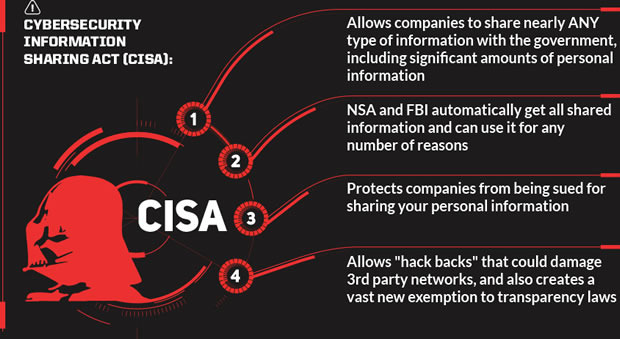 CYBERSECURITY
INFORMATION
SHARING ACT (CISA):
CISA
1
Allows companies to share nearly ANY
type of information with the government,
including significant amounts of personal
information
2
NSA and FBI automatically get all shared
information and can use it for any
number of reasons
3
Protects companies from being sued for
sharing your personal information
4
Allows "hack backs" that could damage
3rd party networks, and also creates a
vast new exemption to transparency laws